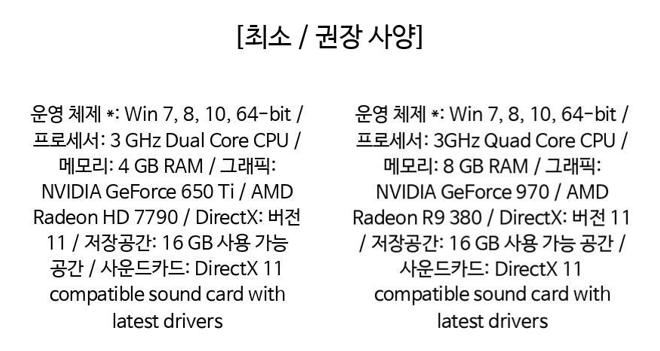 [최소 / 권장 사양]
운영 체제 *: Win 7, 8, 10, 64-bit /
프로세서: 3 GHz Dual Core CPU /
메모리: 4 GB RAM / 그래픽:
NVIDIA GeForce 650 Ti / AMD
Radeon HD 7790 / DirectX: 버전
11 / 저장공간: 16 GB 사용 가능
공간 / 사운드카드: DirectX 11
compatible sound card with
latest drivers
운영 체제 *: Win 7, 8, 10, 64-bit /
프로세서: 3GHz Quad Core CPU /
메모리: 8 GB RAM / 그래픽:
NVIDIA GeForce 970 / AMD
Radeon R9 380 / DirectX: 버전 11
/ 저장공간: 16 GB 사용 가능 공간 /
사운드카드: DirectX 11
compatible sound card with
latest drivers